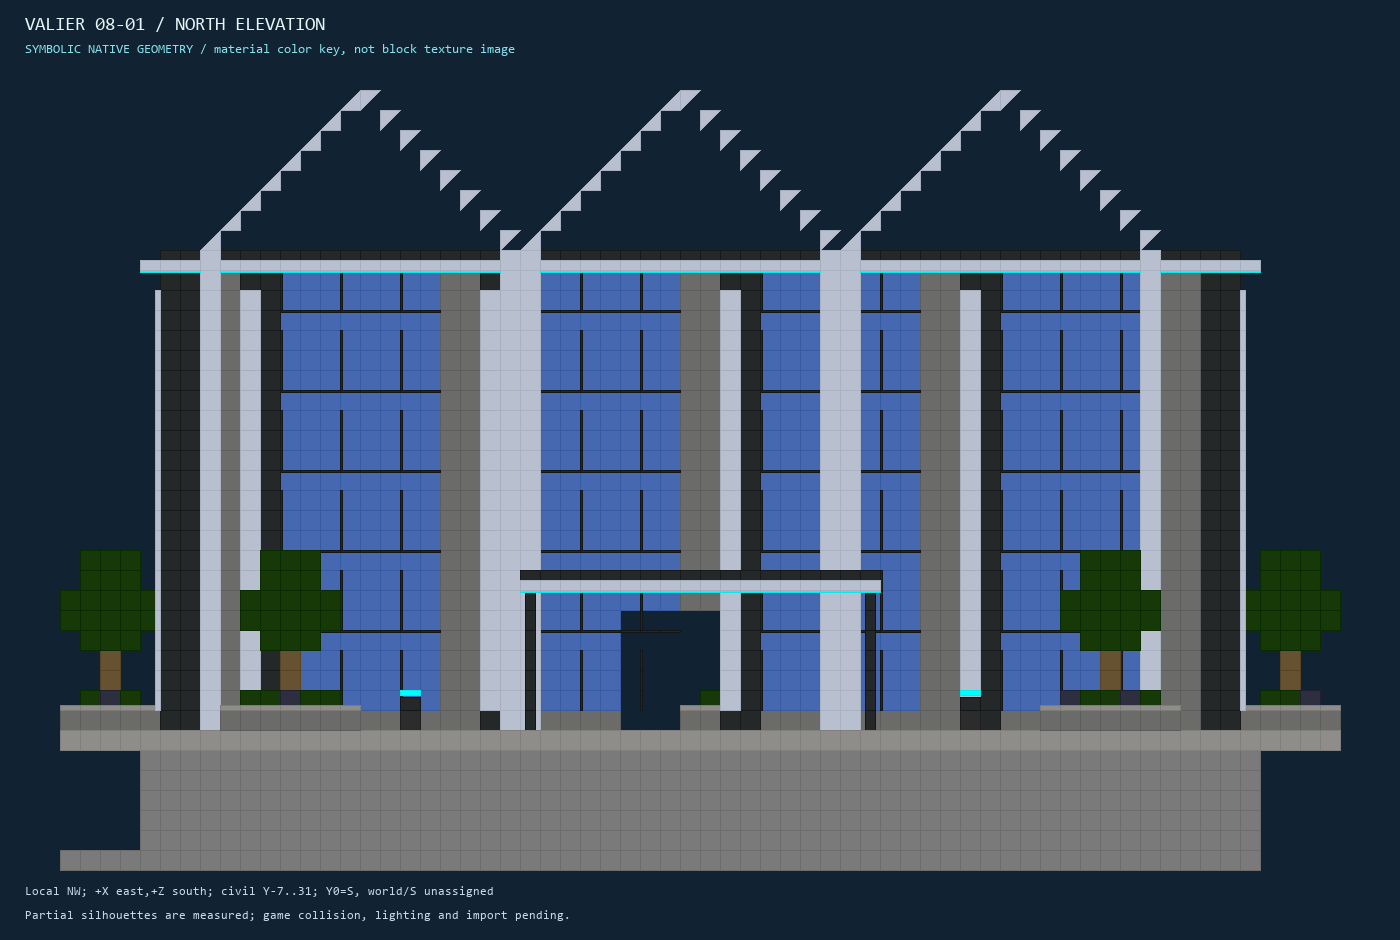 VALIER 08-01 / NORTH ELEVATION
SYMBOLIC NATIVE GEOMETRY / material color key, not block texture image
Local NW; +X east,+Z south; civil Y-7..31; Y0=S, world/S unassigned
Partial silhouettes are measured; game collision, lighting and import pending.